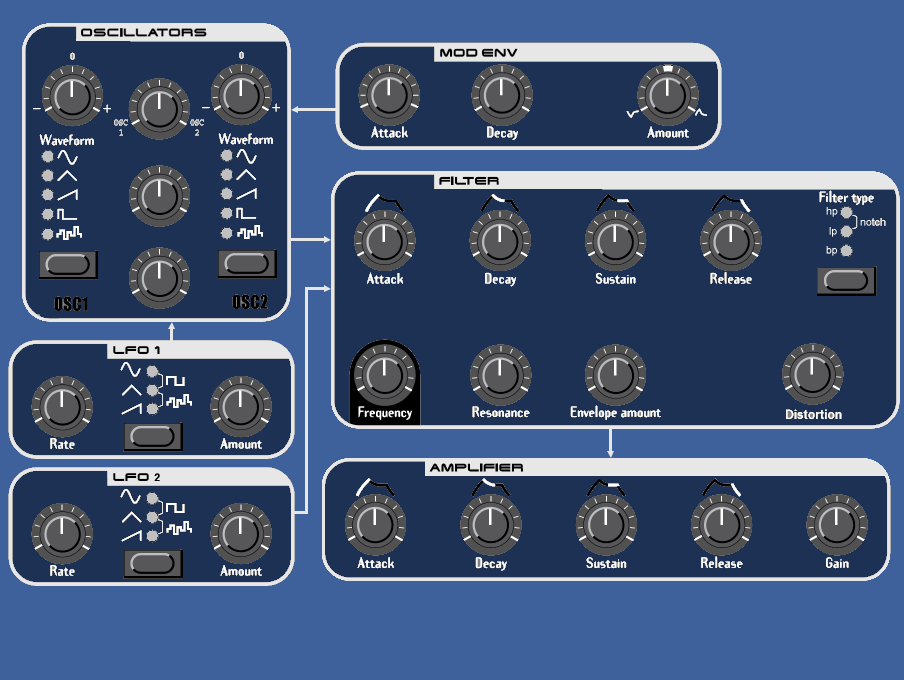 OSCILLATORS
0
0
− +
− +
OSC
1
OSC
2
Waveform
Waveform
OSC1
OSC2
MOD ENV
Attack
Decay
Amount
FILTER
Filter type
hp
notch
lp
bp
Attack
Decay
Sustain
Release
Frequency
Resonance
Envelope amount
Distortion
LFO 1
Rate
Amount
LFO 2
Rate
Amount
AMPLIFIER
Attack
Decay
Sustain
Release
Gain